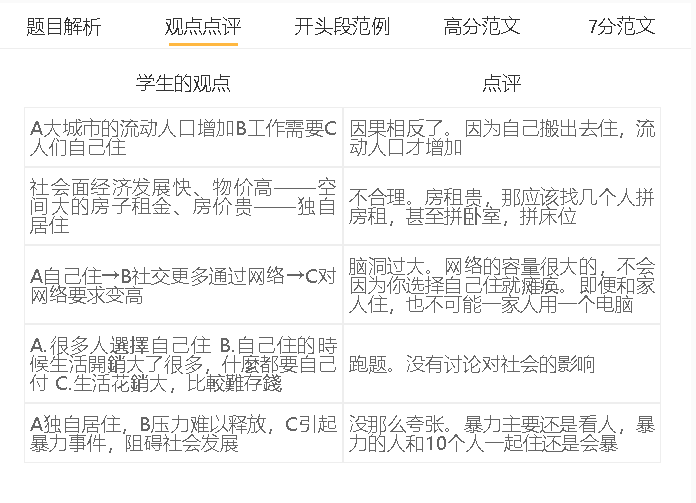 题目解析 观点点评 开头段范例 高分范文 7分范文
学生的观点 点评
A大城市的流动人口增加B工作需要C
人们自己住
因果相反了。因为自己搬出去住，流
动人口才增加
社会面经济发展快、物价高——空
间大的房子租金、房价贵——独自
居住
不合理。房租贵，那应该找几个人拼
房租，甚至拼卧室，拼床位
A自己住→B社交更多通过网络→C对
网络要求变高
脑洞过大。网络的容量很大的，不会
因为你选择自己住就瘫痪。即便和家
人住，也不可能一家人用一个电脑
A. 很多人選擇自己住 B.自己住的時
候生活開銷大了很多，什麼都要自己
付 C.生活花銷大，比較難存錢
跑题。没有讨论对社会的影响
A独自居住，B压力难以释放，C引起
暴力事件，阻碍社会发展
没那么夸张。暴力主要还是看人，暴
力的人和10个人一起住还是会暴